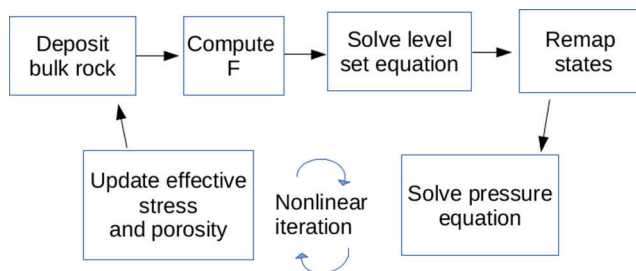 Deposit
bulk rock
Compute
F
Solve level
set equation
Remap
states
Update effective
stress
and porosity
Nonlinear
iteration
Solve pressure
equation